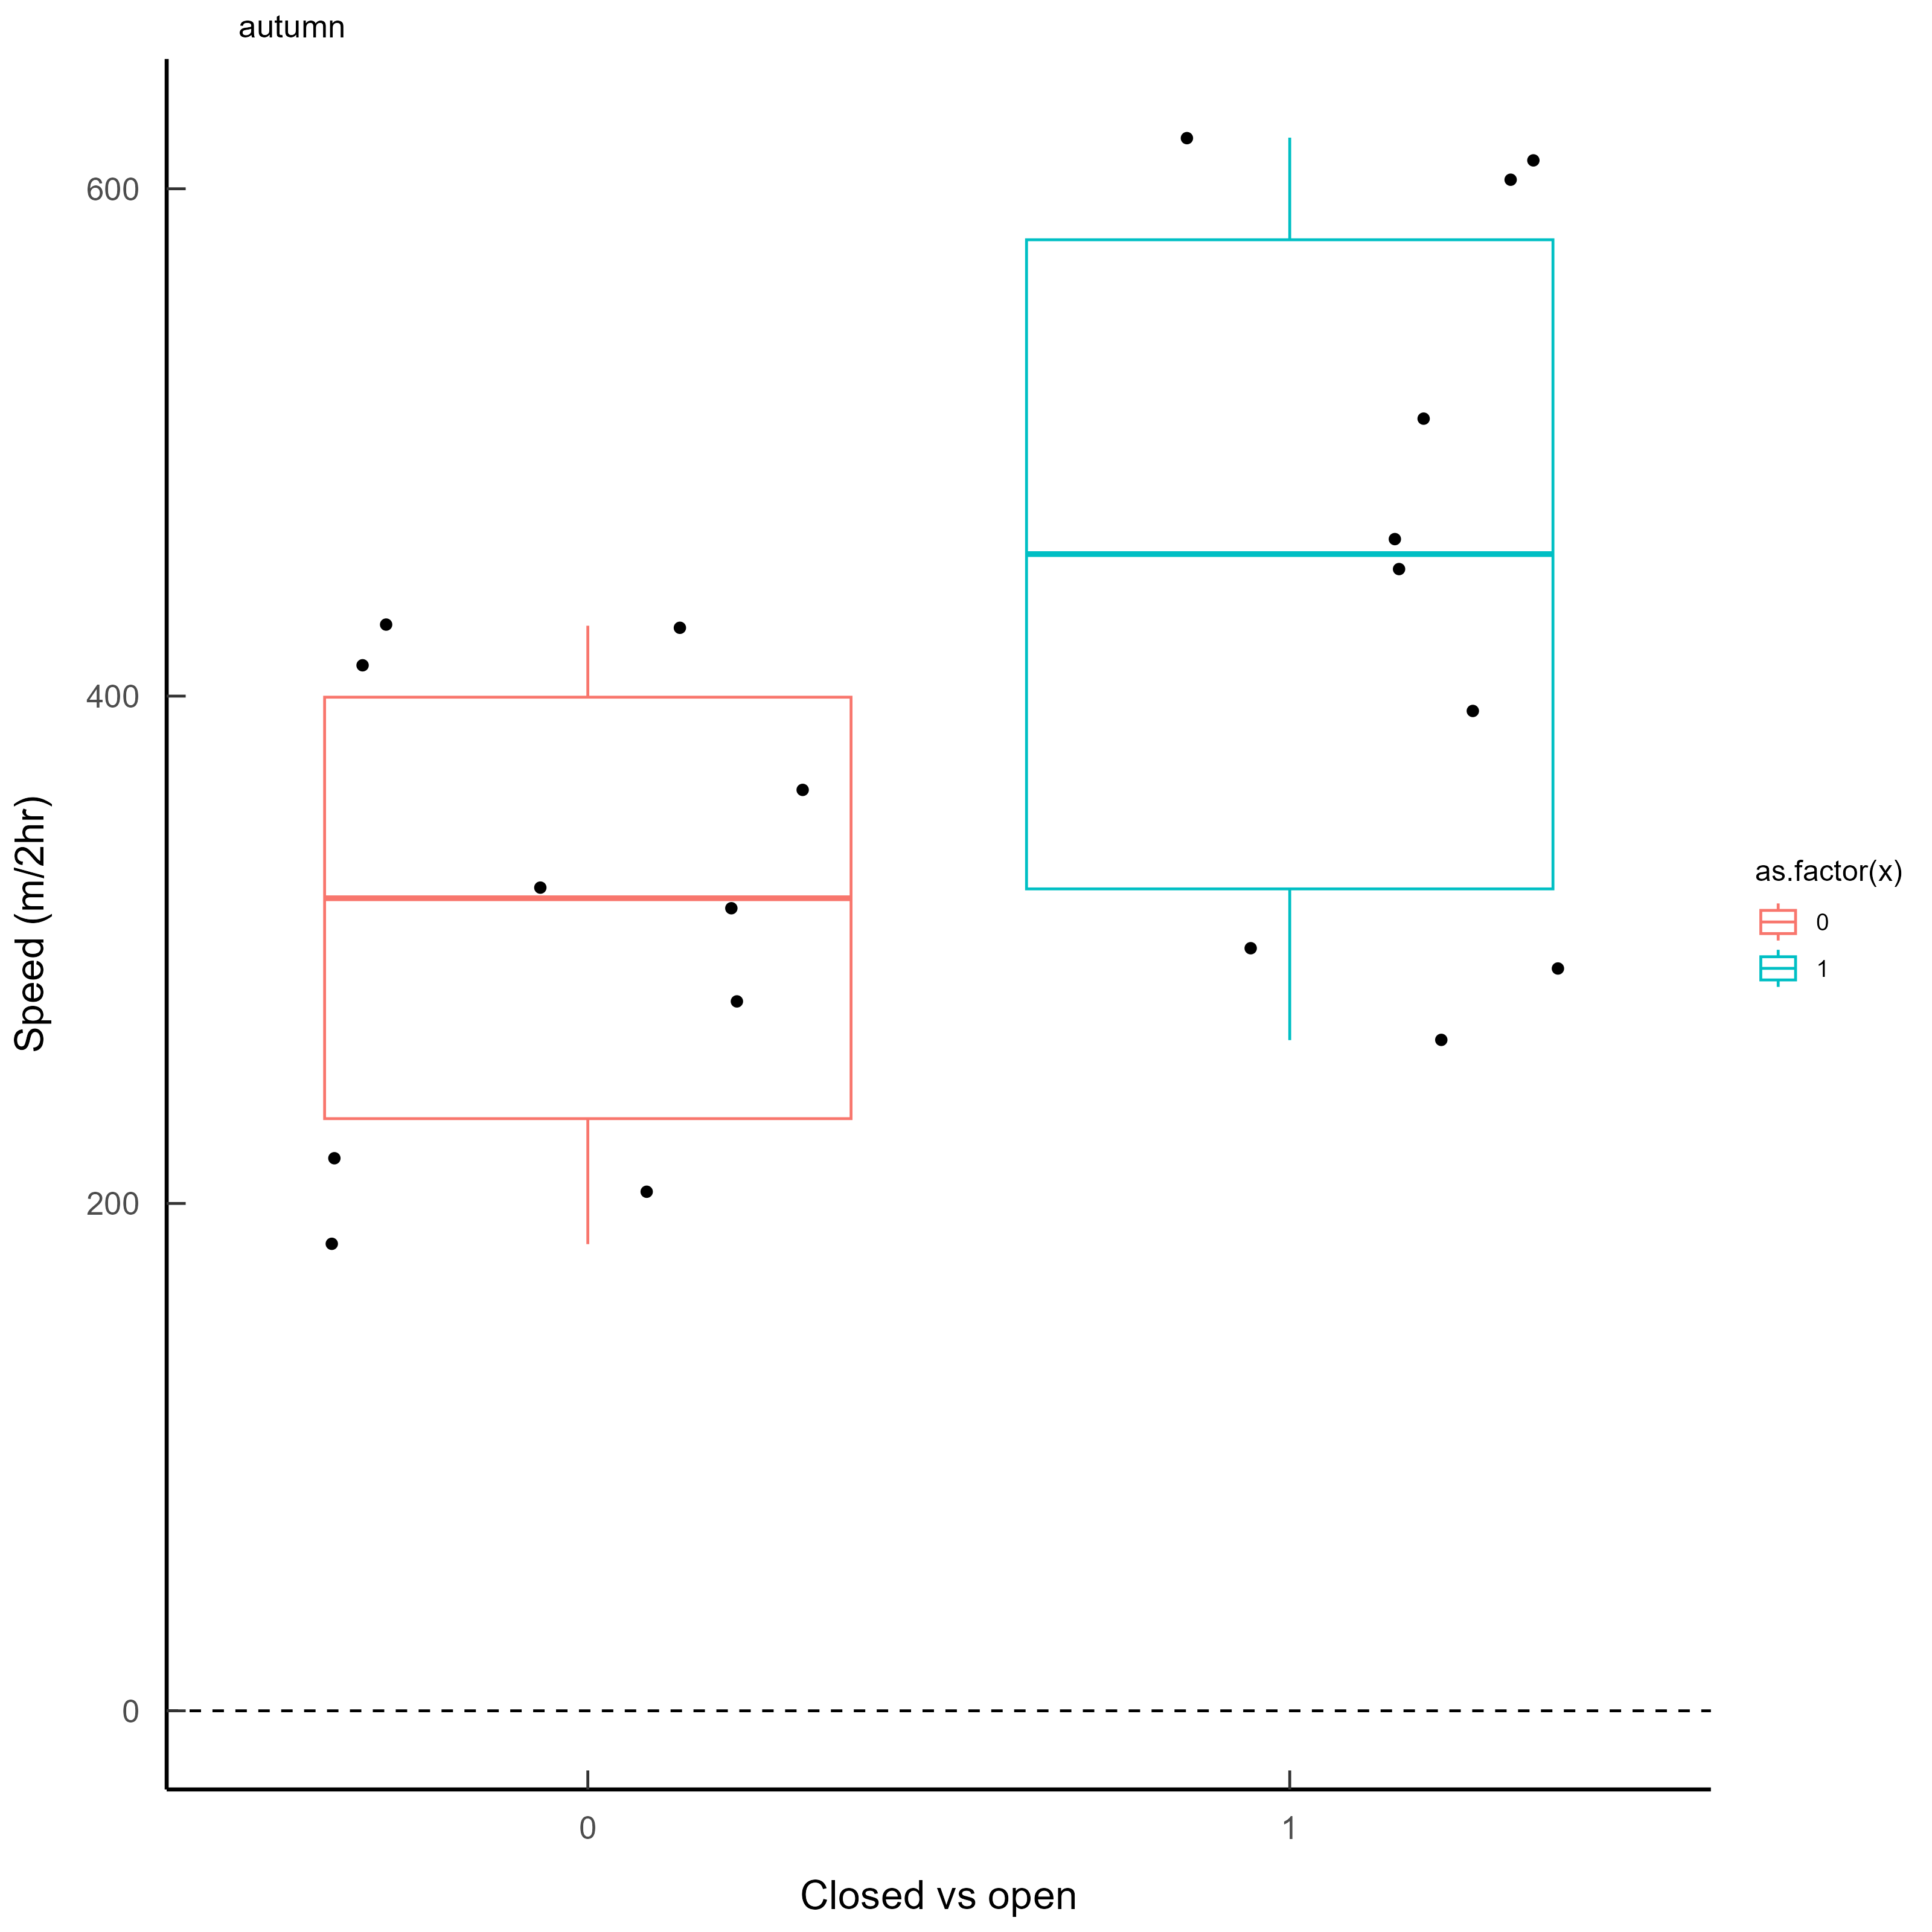 autumn
600
400
200
0
Speed (m/2hr)
0
1
Closed vs open
as.factor(x)
0
1